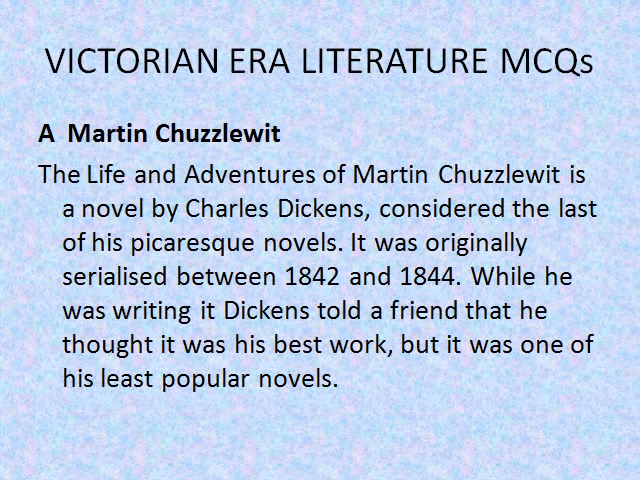 VICTORIAN ERA LITERATURE MCQs
A Martin Chuzzlewit
The Life and Adventures of Martin Chuzzlewit is
a novel by Charles Dickens, considered the last
of his picaresque novels. It was originally
serialised between 1842 and 1844. While he
was writing it Dickens told a friend that he
thought it was his best work, but it was one of
his least popular novels.